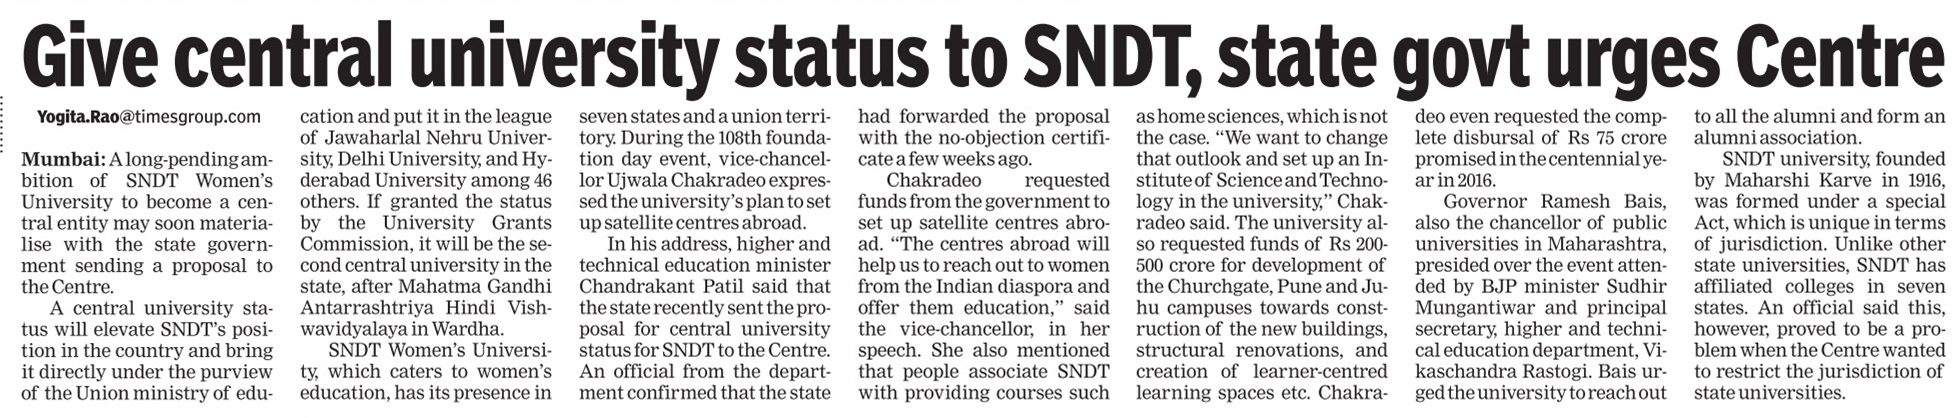 Give central university status to SNDT, state govt urges Centre
Yogita.Rao@timesgroup.com
Mumbai: A long-pending am-
bition of SNDT Women's
University to become a cen-
tral entity may soon materia-
lise with the state govern-
ment sending a proposal to
the Centre.
A central university sta-
tus will elevate SNDT's posi-
tion in the country and bring
it directly under the purview
of the Union ministry of edu-
cation and put it in the league
of Jawaharlal Nehru Univer-
sity, Delhi University, and Hy-
derabad University among 46
others. If granted the status
by the University Grants
Commission, it will be the se-
cond central university in the
state, after Mahatma Gandhi
Antarrashtriya Hindi Vish-
wavidyalaya in Wardha.
SNDT Women's Universi-
ty, which caters to women's
education, has its presence in
seven states and a union terri-
tory. During the 108th founda-
tion day event, vice-chancel-
lor Ujwala Chakradeo expres-
sed the university's plan to set
up satellite centres abroad.
In his address, higher and
technical education minister
Chandrakant Patil said that
the state recently sent the pro-
posal for central university
status for SNDT to the Centre.
An official from the depart-
ment confirmed that the state
had forwarded the proposal
with the no-objection certifi-
cate a few weeks ago.
Chakradeo requested
funds from the government to
set up satellite centres abro-
ad. “The centres abroad will
help us to reach out to women
from the Indian diaspora and
offer them education,” said
the vice-chancellor, in her
speech. She also mentioned
that people associate SNDT
with providing courses such
as home sciences, which is not
the case. “We want to change
that outlook and set up an In-
stitute of Science and Techno-
logy in the university,” Chak-
radeo said. The university al-
so requested funds of Rs 200-
500 crore for development of
the Churchgate, Pune and Ju-
hu campuses towards const-
ruction of the new buildings,
structural renovations, and
creation of learner-centred
learning spaces etc. Chakra-
deo even requested the comp-
lete disbursal of Rs 75 crore
promised in the centennial ye-
ar in 2016.
Governor Ramesh Bais,
also the chancellor of public
universities in Maharashtra,
presided over the event atten-
ded by BJP minister Sudhir
Mungantiwar and principal
secretary, higher and techni-
cal education department, Vi-
kaschandra Rastogi. Bais ur-
ged the university to reach out
to all the alumni and form an
alumni association.
SNDT university, founded
by Maharshi Karve in 1916,
was formed under a special
Act, which is unique in terms
of jurisdiction. Unlike other
state universities, SNDT has
affiliated colleges in seven
states. An official said this,
however, proved to be a pro-
blem when the Centre wanted
to restrict the jurisdiction of
state universities.